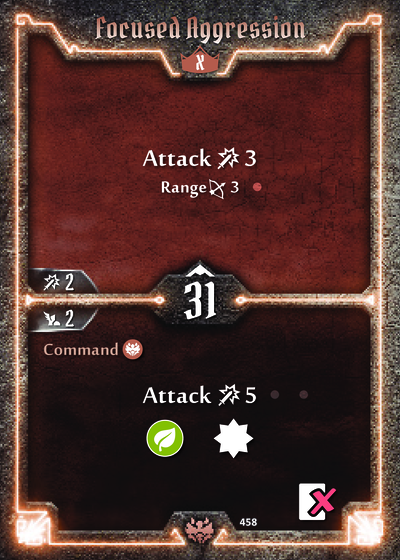 Focused Aggression
X
Attack 3
Range 3
2
31
2
Command
Attack 5
458